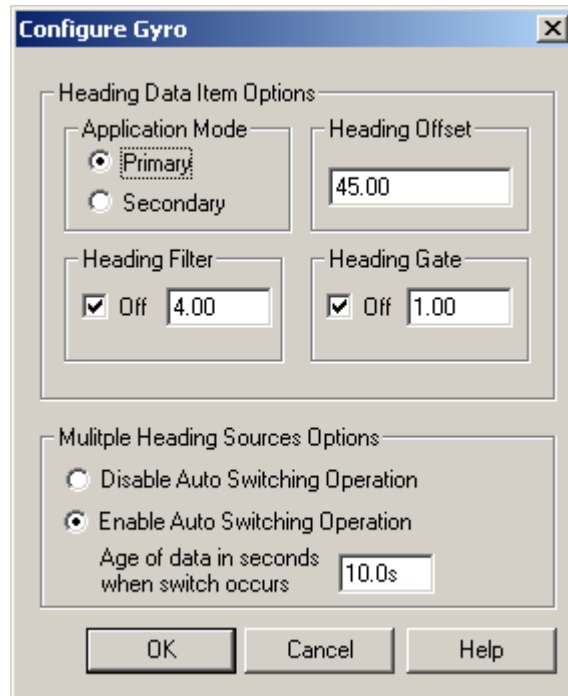 Configure Gyro
Heading Data Item Options
Application Mode
Primary
Secondary
Heading Offset
45.00
Heading Filter
Off 4.00
Heading Gate
Off 1.00
Mulitple Heading Sources Options
Disable Auto Switching Operation
Enable Auto Switching Operation
Age of data in seconds
when switch occurs
10.0s
OK
Cancel
Help